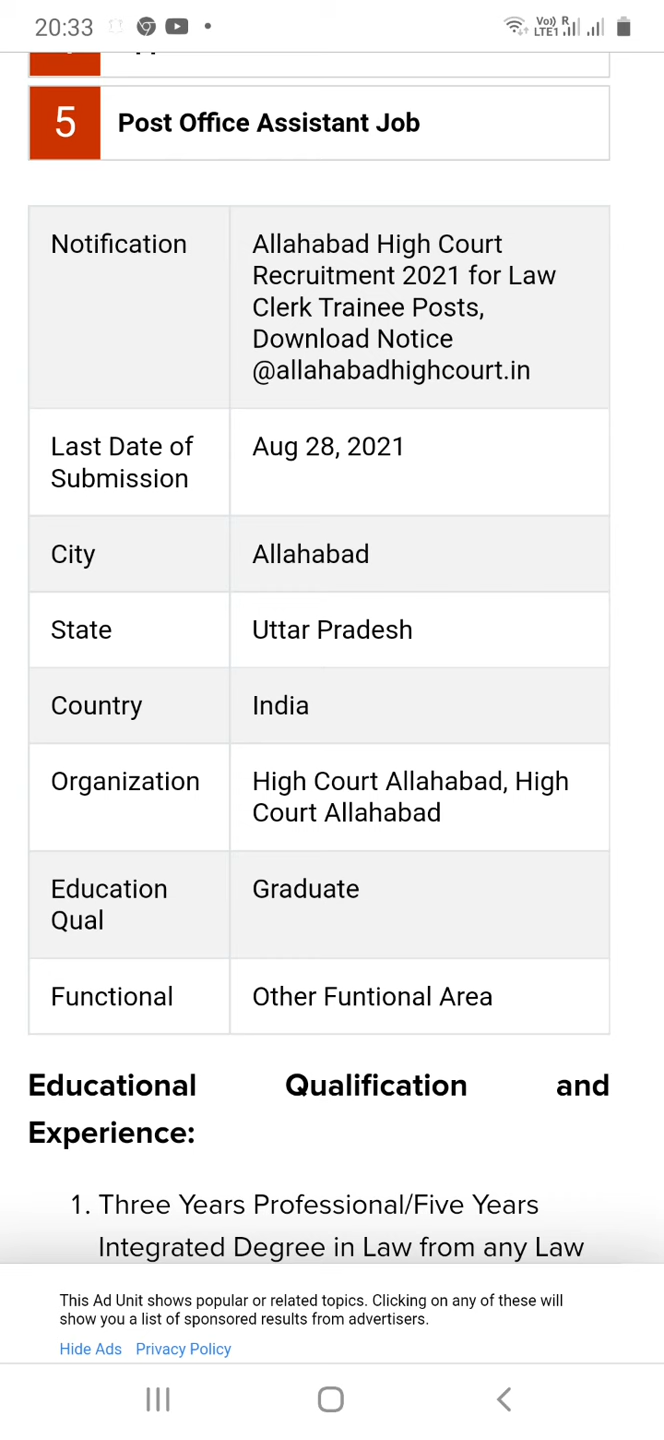 20:33
Vo) R
LTE1
5 Post Office Assistant Job
Notification
Allahabad High Court
Recruitment 2021 for Law
Clerk Trainee Posts,
Download Notice
@allahabadhighcourt.in
Last Date of
Submission
Aug 28, 2021
City
Allahabad
State
Uttar Pradesh
Country
India
Organization
High Court Allahabad, High
Court Allahabad
Education
Qual
Graduate
Functional
Other Funtional Area
Educational Qualification and
Experience:
1. Three Years Professional/Five Years
Integrated Degree in Law from any Law
This Ad Unit shows popular or related topics. Clicking on any of these will
show you a list of sponsored results from advertisers.
Hide Ads Privacy Policy